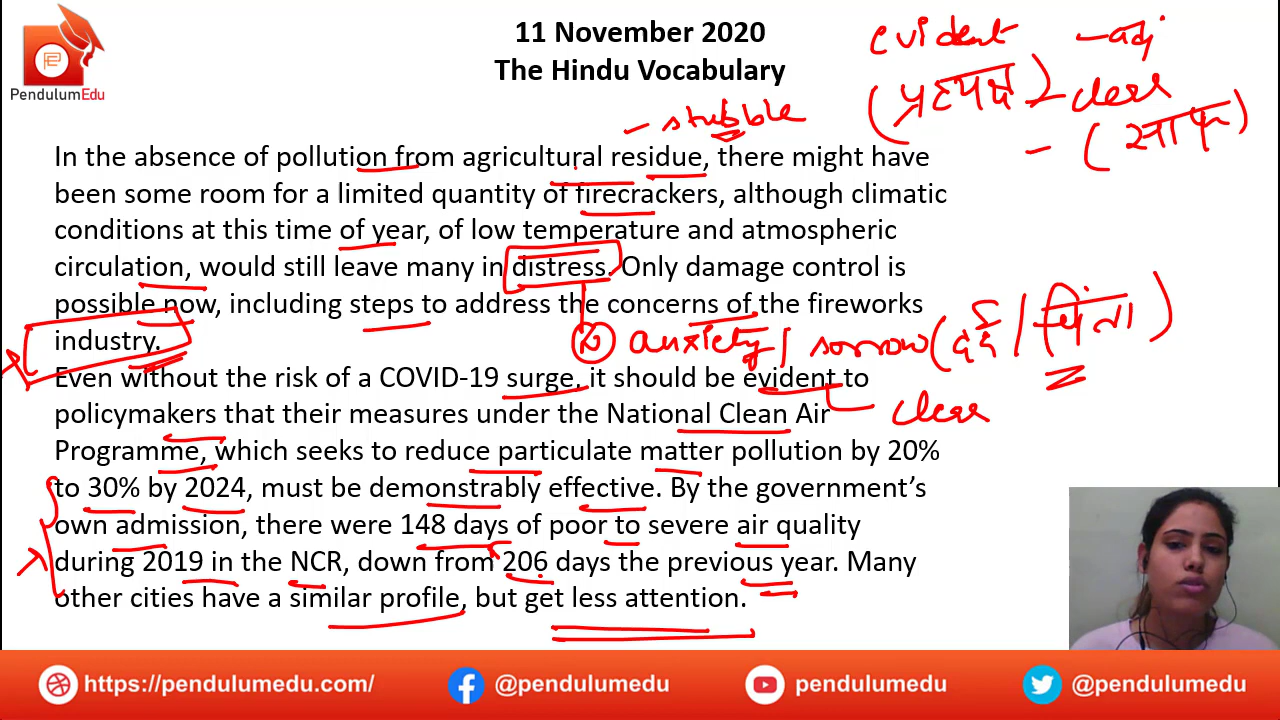 11 November 2020
The Hindu Vocabulary
PendulumEdu
evident - adj
clear
(साफ)
- stubble
In the absence of pollution from agricultural residue, there might have
been some room for a limited quantity of firecrackers, although climatic
conditions at this time of year, of low temperature and atmospheric
circulation, would still leave many in distress. Only damage control is
possible now, including steps to address the concerns of the fireworks
industry.
anxiety / sorrow (दर्द / चिंता)
Even without the risk of a COVID-19 surge, it should be evident to
policymakers that their measures under the National Clean Air
clear
Programme, which seeks to reduce particulate matter pollution by 20%
to 30% by 2024, must be demonstrably effective. By the government’s
own admission, there were 148 days of poor to severe air quality
during 2019 in the NCR, down from 206 days the previous year. Many
other cities have a similar profile, but get less attention.
https://pendulumedu.com/ @pendulumedu pendulumedu @pendulumedu